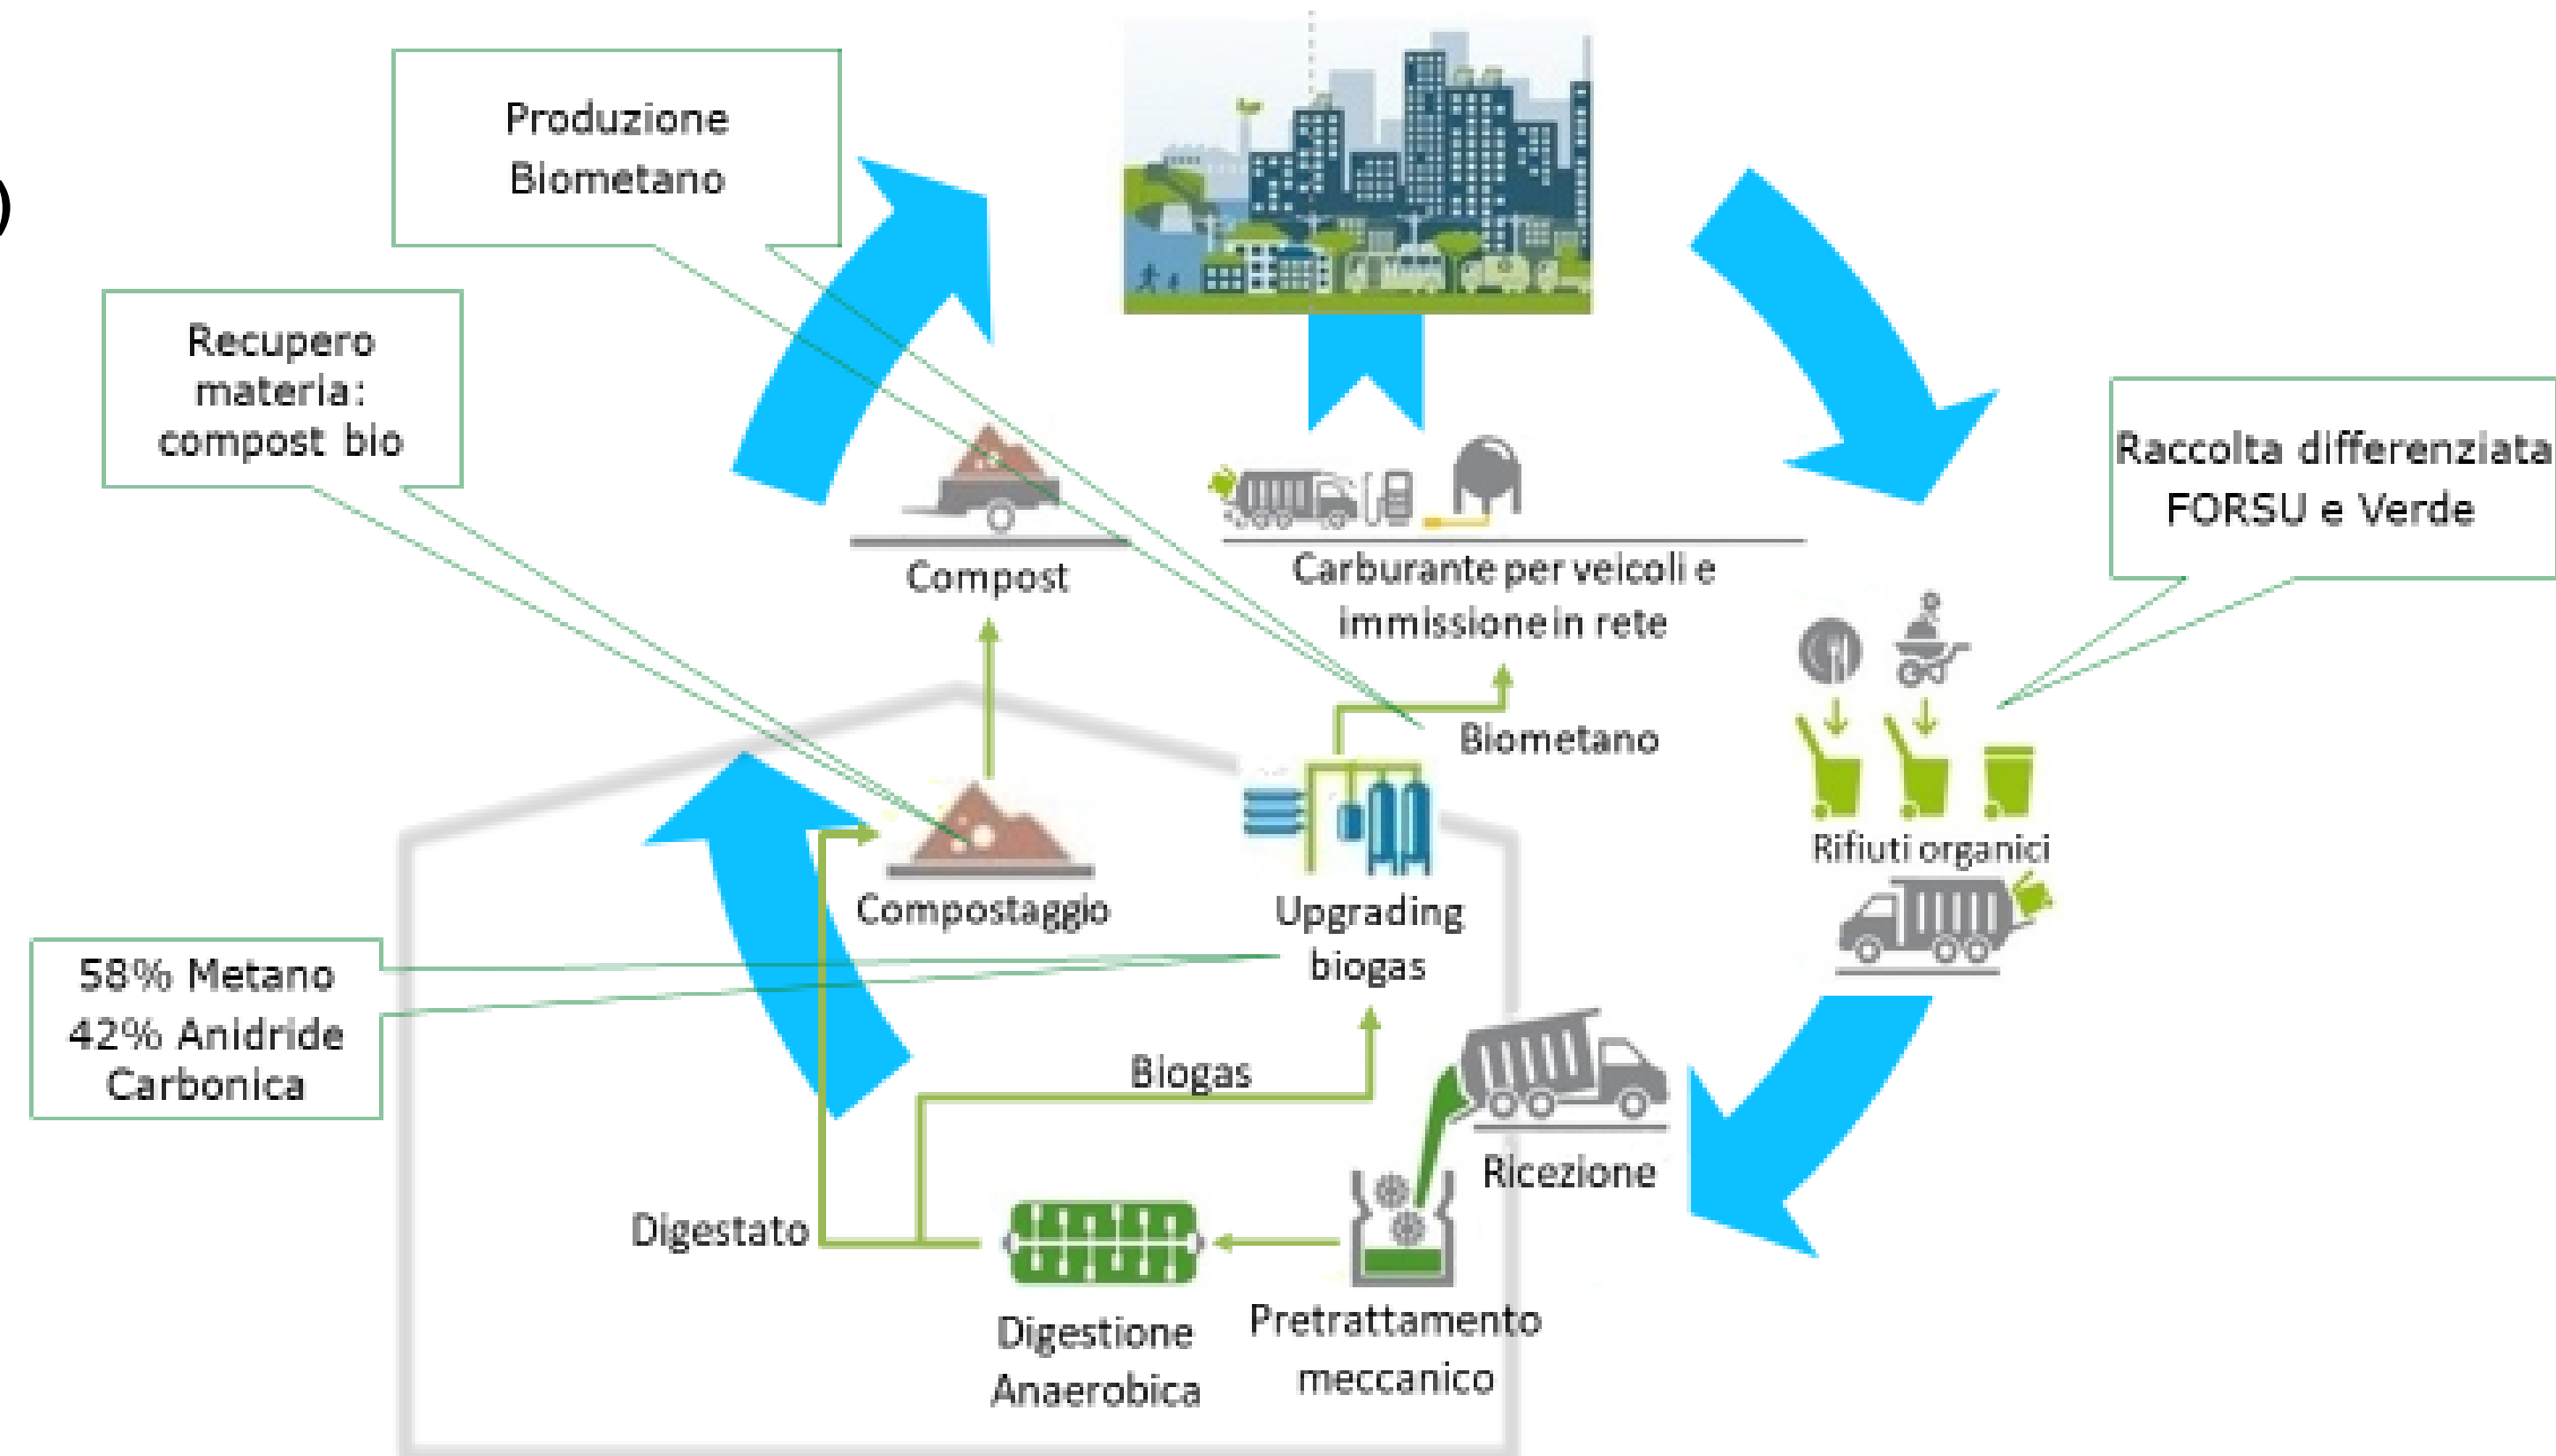 )
Produzione
Biometano
Recupero
materia:
compost bio
Raccolta differenziata
FORSU e Verde
Compost
Carburante per veicoli e
immissione in rete
Biometano
Rifiuti organici
Compostaggio
Upgrading
biogas
58% Metano
42% Anidride
Carbonica
Biogas
Ricezione
Digestato
Digestione
Anaerobica
Pretrattamento
meccanico